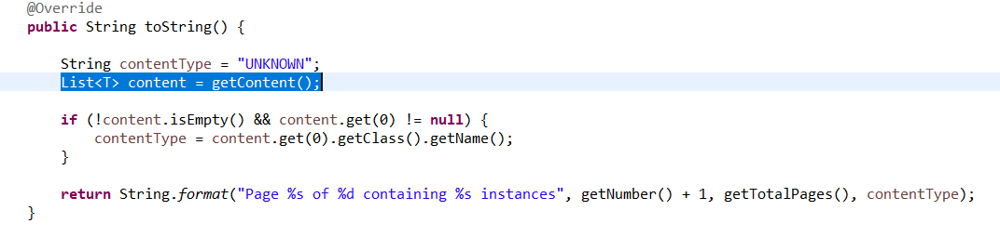 @Override
public String toString() {
String contentType = "UNKNOWN";
List<T> content = getContent();
if (!content.isEmpty() && content.get(0) != null) {
contentType = content.get(0).getClass().getName();
}
return String.format("Page %s of %d containing %s instances", getNumber() + 1, getTotalPages(), contentType);
}